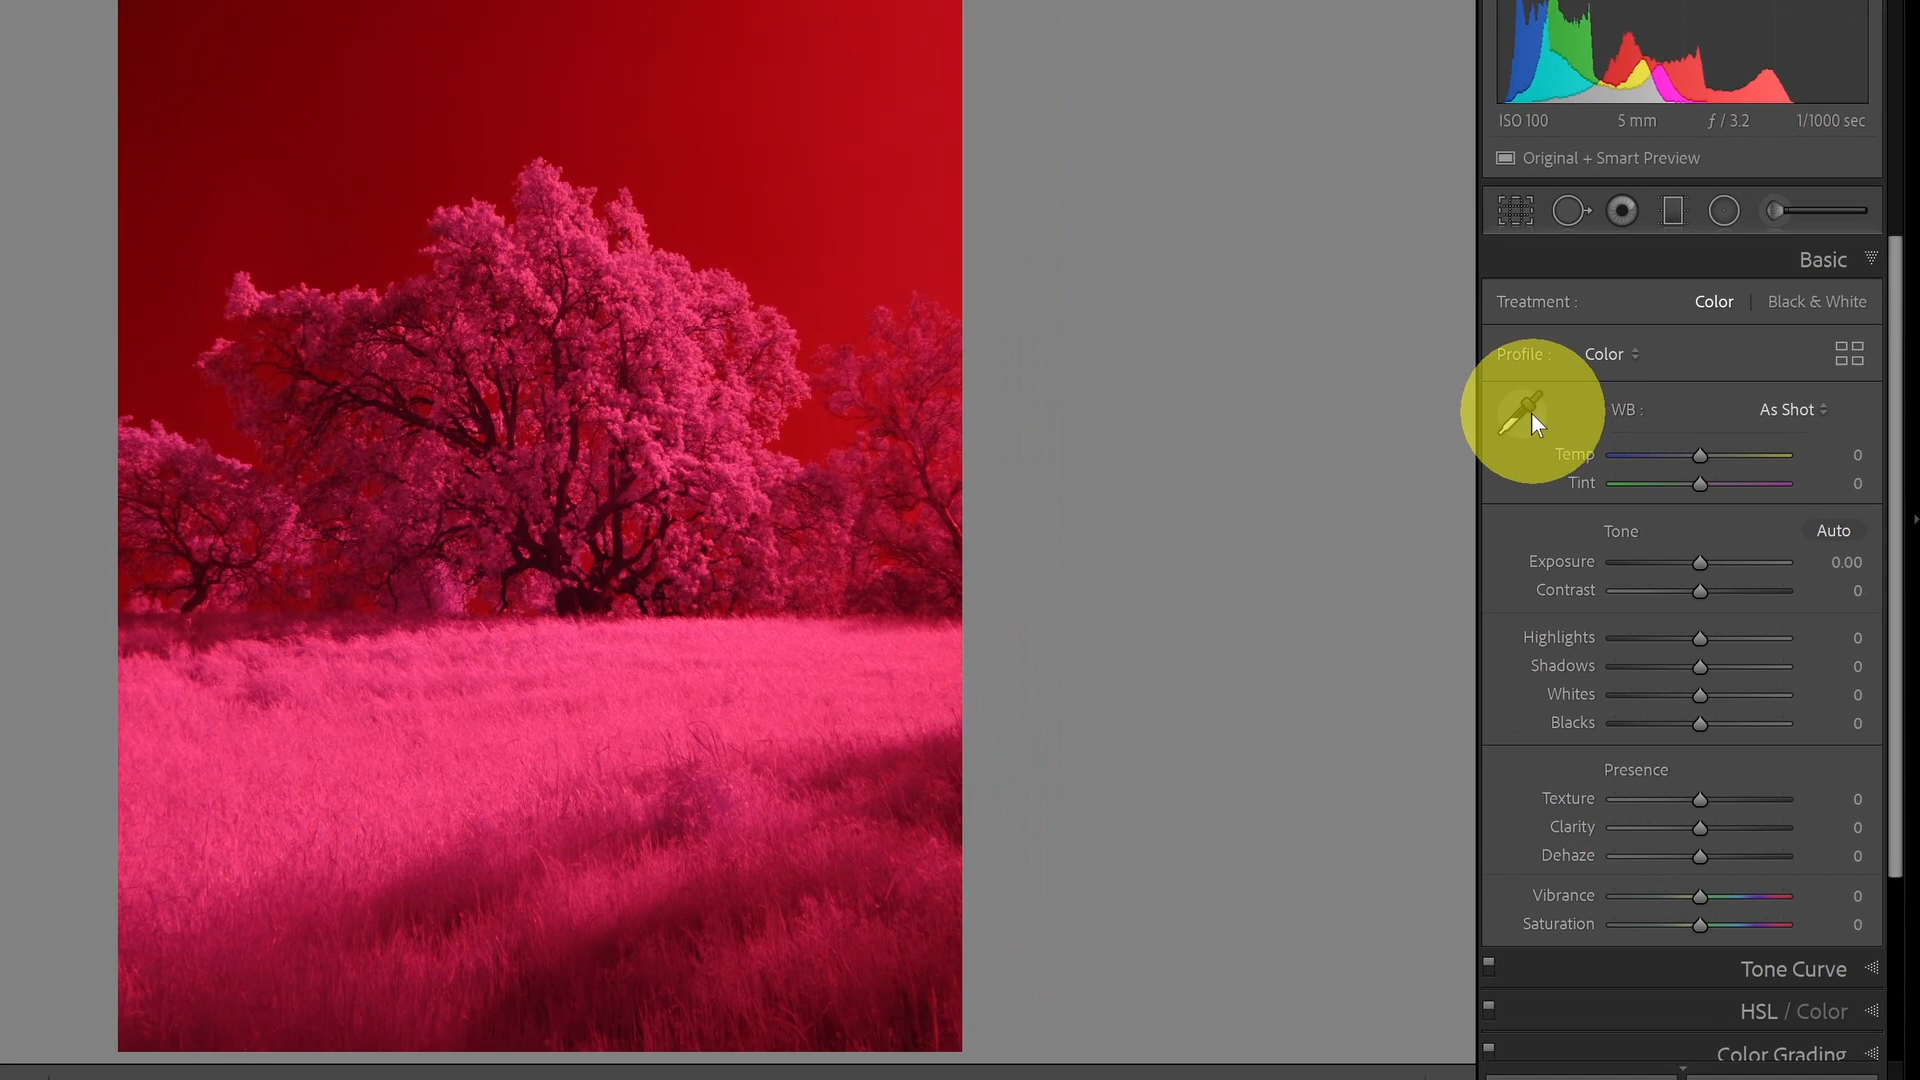 ISO 100 5 mm ƒ / 3.2 1/1000 sec
Original + Smart Preview
Basic
Treatment : Color Black & White
Profile : Color
WB : As Shot
Temp 0
Tint 0
Tone Auto
Exposure 0.00
Contrast 0
Highlights 0
Shadows 0
Whites 0
Blacks 0
Presence
Texture 0
Clarity 0
Dehaze 0
Vibrance 0
Saturation 0
Tone Curve
HSL / Color
Color Grading